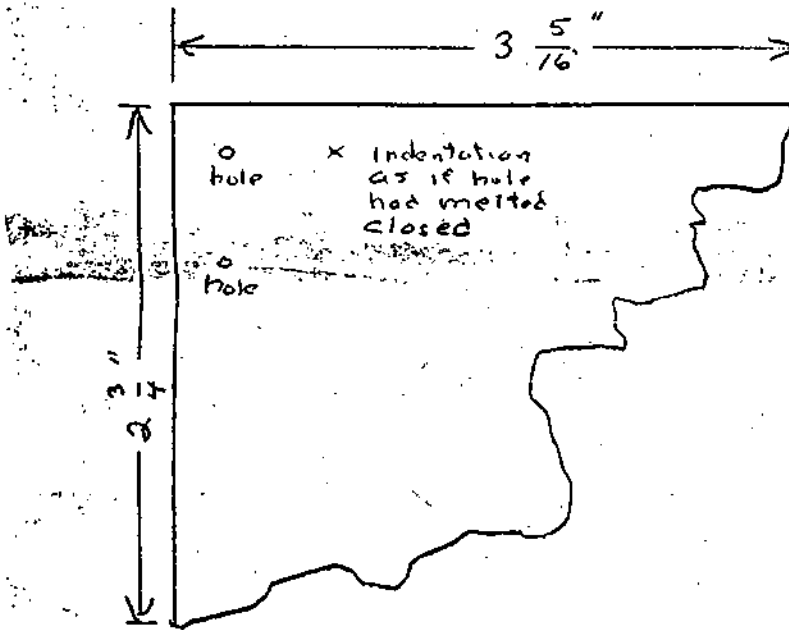 3 5/16"
o x Indentation
hole as if hole
had melted
closed
o
hole
2 3/4"